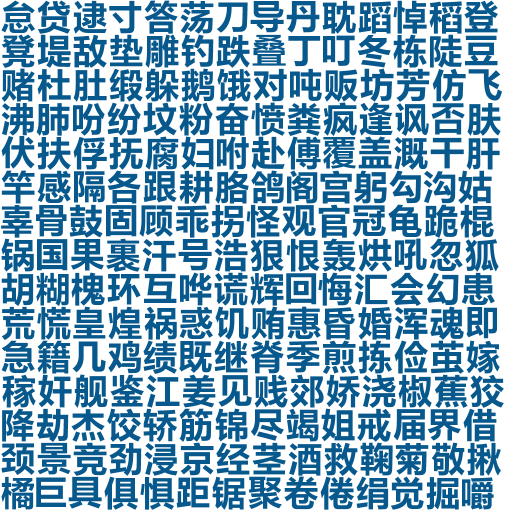 怠贷逮寸答荡刀导丹耽蹈悼稻登
凳堤敌垫雕钓跌叠丁叮冬栋陡豆
赌杜肚缎躲鹅饿对吨贩坊芳仿飞
沸肺吩纷坟粉奋愤粪疯逢讽否肤
伏扶俘抚腐妇咐赴傅覆盖溉干肝
竿感隔各跟耕胳鸽阁宫躬勾沟姑
辜骨鼓固顾乖拐怪观官冠龟跪棍
锅国果裹汗号浩狠恨轰烘吼忽狐
胡糊槐环互哗谎辉回悔汇会幻患
荒慌皇煌祸惑饥贿惠昏婚浑魂即
急籍几鸡绩既继脊季煎拣俭茧嫁
稼奸舰鉴江姜见贱郊娇浇椒蕉狡
降劫杰饺轿筋锦尽竭姐戒届界借
颈景竞劲浸京经茎酒救鞠菊敬揪
橘巨具俱惧距锯聚卷倦绢觉掘嚼